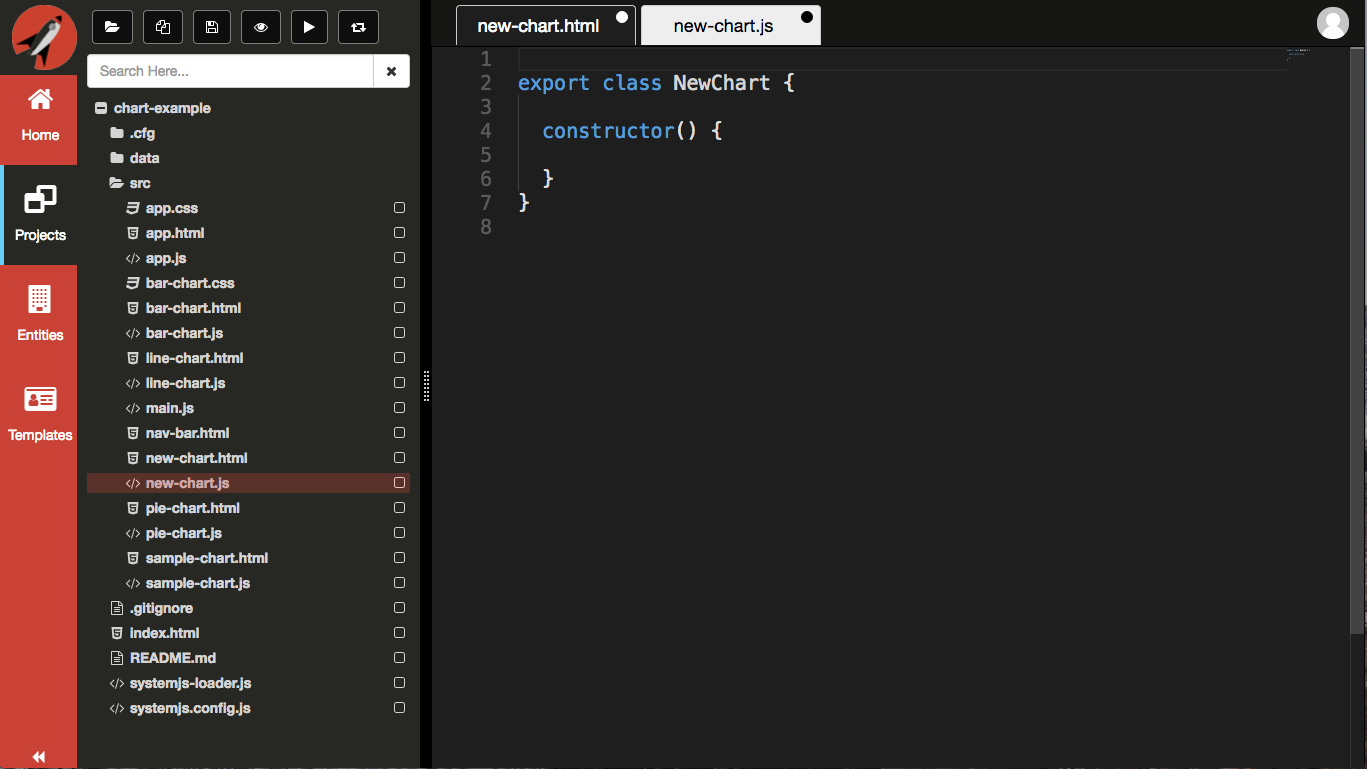 Home
Projects
Entities
Templates
Search Here...
chart-example
.cfg
data
src
app.css
app.html
app.js
bar-chart.css
bar-chart.html
bar-chart.js
line-chart.html
line-chart.js
main.js
nav-bar.html
new-chart.html
new-chart.js
pie-chart.html
pie-chart.js
sample-chart.html
sample-chart.js
.gitignore
index.html
README.md
systemjs-loader.js
systemjs.config.js
new-chart.html
new-chart.js
1
2 export class NewChart {
3
4 constructor() {
5
6 }
7 }
8